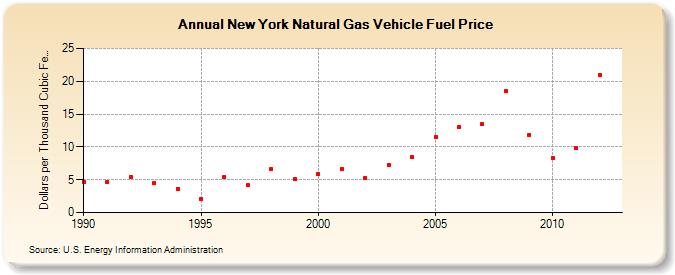 Annual New York Natural Gas Vehicle Fuel Price
Dollars per Thousand Cubic Fe...
25
20
15
10
5
0
1990 1995 2000 2005 2010
Source: U.S. Energy Information Administration